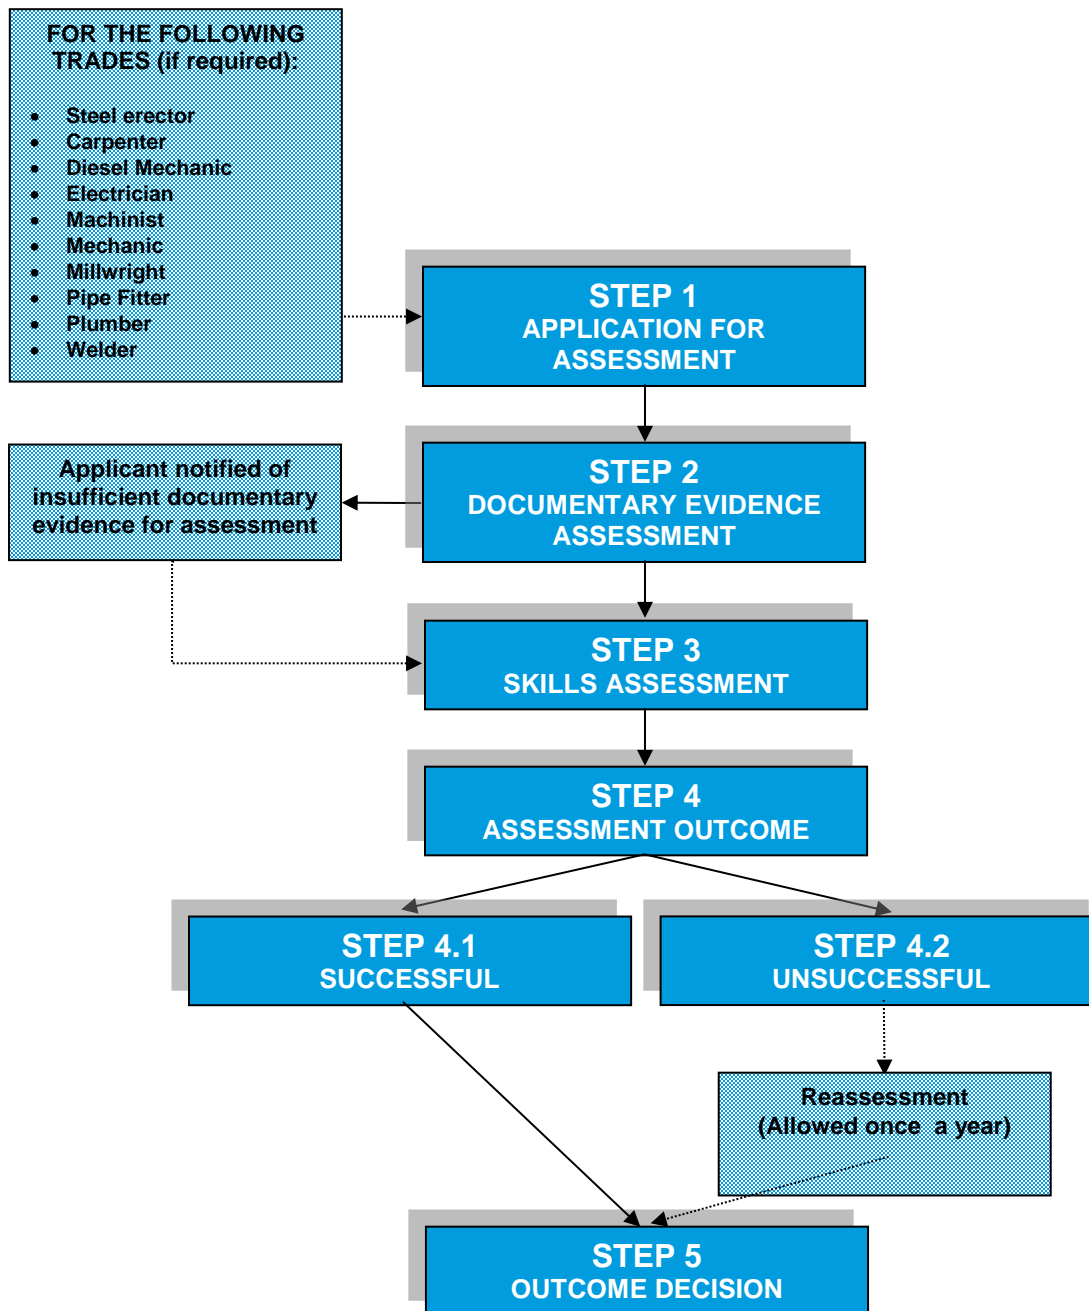 FOR THE FOLLOWING
TRADES (if required):
• Steel erector
• Carpenter
• Diesel Mechanic
• Electrician
• Machinist
• Mechanic
• Millwright
• Pipe Fitter
• Plumber
• Welder
STEP 1
APPLICATION FOR
ASSESSMENT
STEP 2
DOCUMENTARY EVIDENCE
ASSESSMENT
Applicant notified of
insufficient documentary
evidence for assessment
STEP 3
SKILLS ASSESSMENT
STEP 4
ASSESSMENT OUTCOME
STEP 4.1
SUCCESSFUL
STEP 4.2
UNSUCCESSFUL
Reassessment
(Allowed once a year)
STEP 5
OUTCOME DECISION